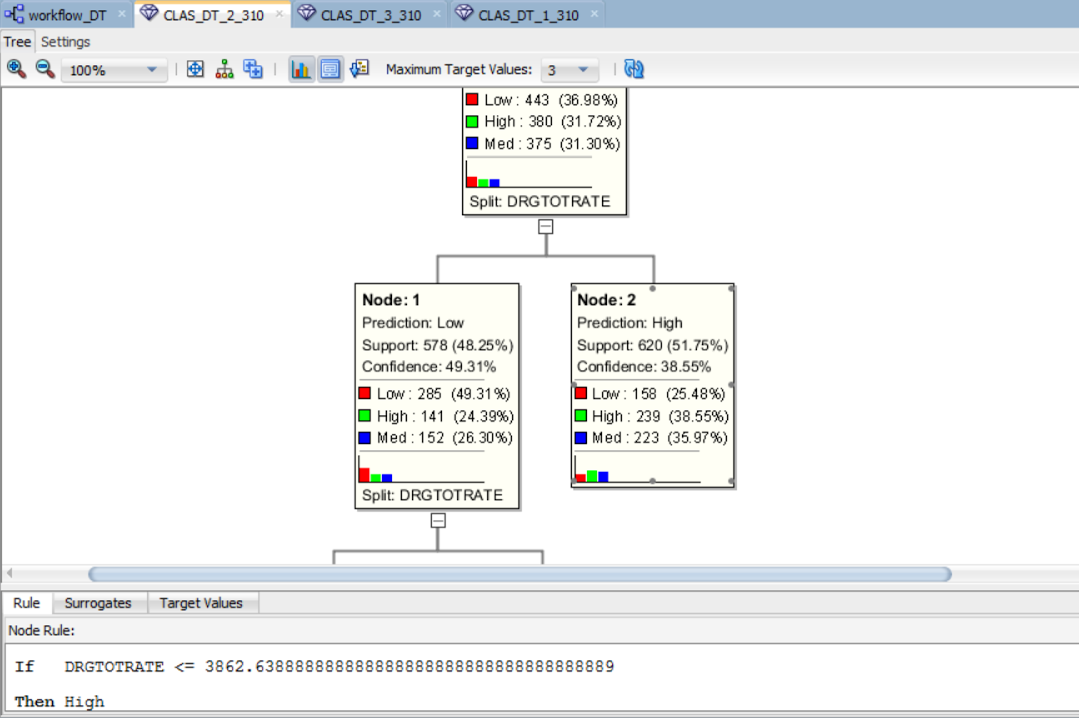 workflow_DT CLAS_DT_2_310 CLAS_DT_3_310 CLAS_DT_1_310
Tree Settings
100% Maximum Target Values: 3
Low : 443 (36.98%)
High : 380 (31.72%)
Med : 375 (31.30%)
Split: DRGTOTRATE
Node: 1
Prediction: Low
Support: 578 (48.25%)
Confidence: 49.31%
Low : 285 (49.31%)
High : 141 (24.39%)
Med : 152 (26.30%)
Split: DRGTOTRATE
Node: 2
Prediction: High
Support: 620 (51.75%)
Confidence: 38.55%
Low : 158 (25.48%)
High : 239 (38.55%)
Med : 223 (35.97%)
Rule Surrogates Target Values
Node Rule:
If DRGTOTRATE <= 3862.638888888888888888888888888888888889
Then High